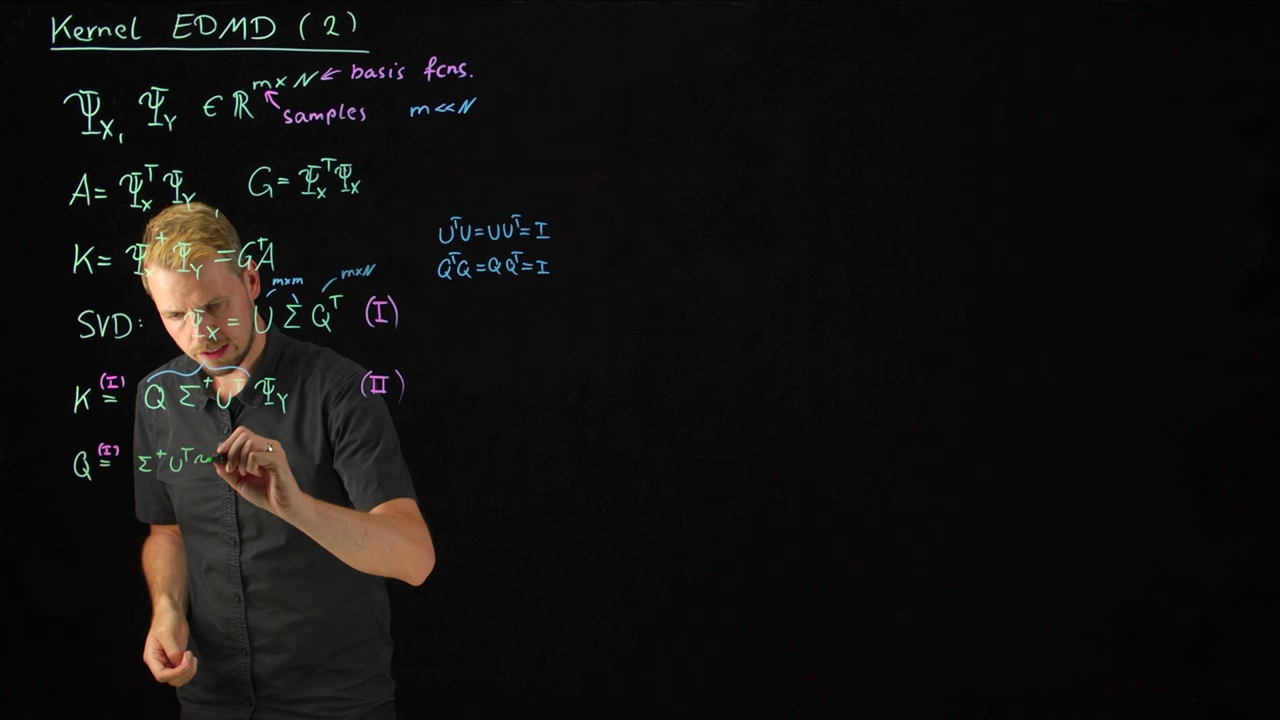 Kernel EDMD (2)
Ψ_X, Ψ_Y ∈ ℝ^{m×N} ← basis fcns.
samples m ≪ N
A = Ψ_X^T Ψ_Y, G = Ψ_X^T Ψ_X
U^T U = U U^T = I
K = Ψ_X^+ Ψ_Y = G^+ A
Q^T Q = Q Q^T = I
m×m m×N
SVD: Ψ_X = U Σ Q^T (I)
K =^{(I)} Q Σ^+ U^T Ψ_Y (II)
Q =^{(I)} Σ^+ U^T